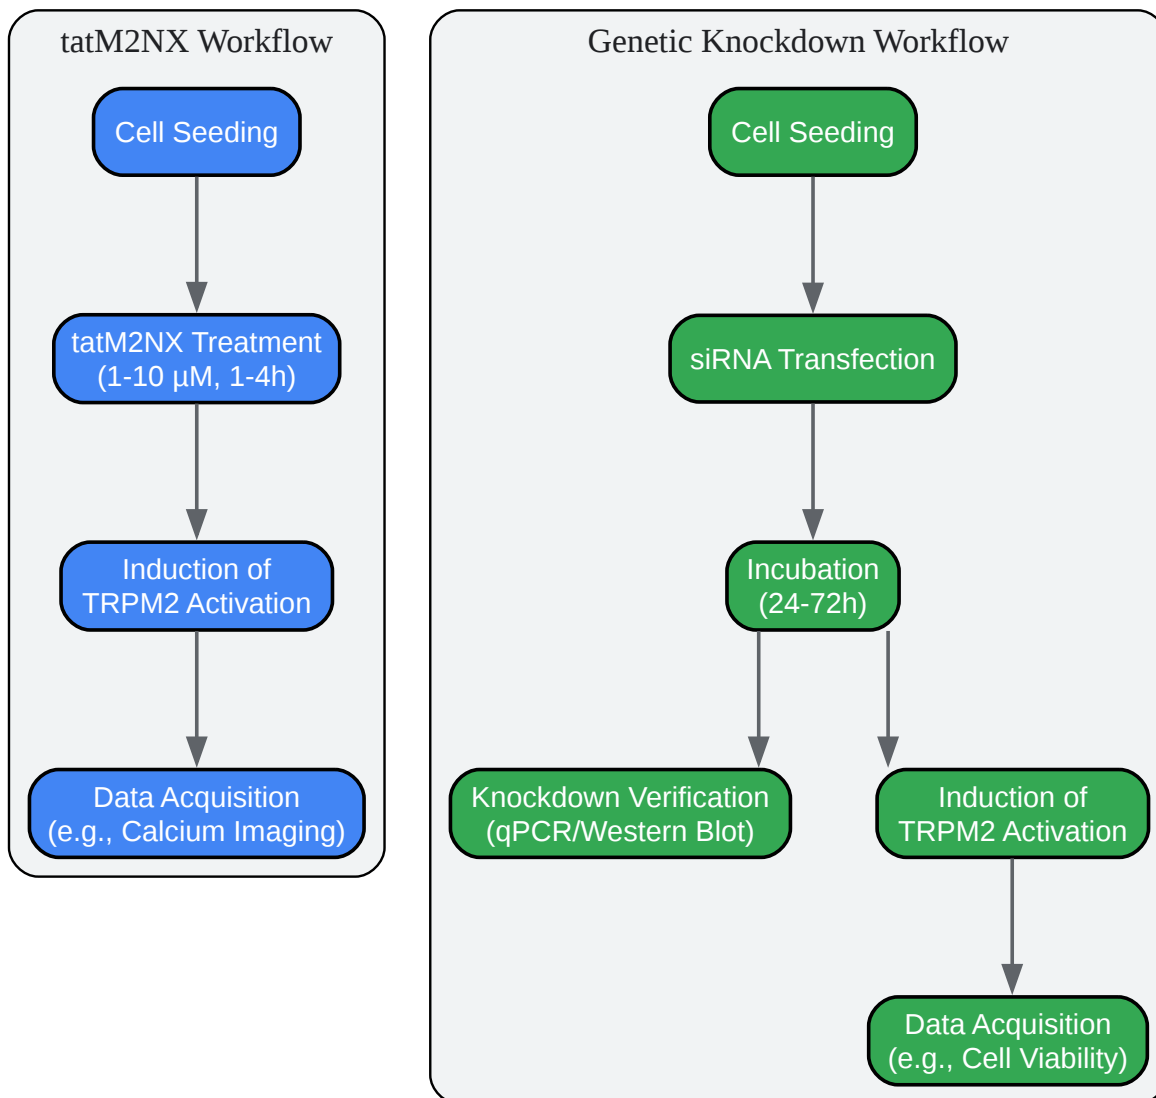 tatM2NX Workflow
Cell Seeding
tatM2NX Treatment
(1-10 µM, 1-4h)
Induction of
TRPM2 Activation
Data Acquisition
(e.g., Calcium Imaging)
Genetic Knockdown Workflow
Cell Seeding
siRNA Transfection
Incubation
(24-72h)
Knockdown Verification
(qPCR/Western Blot)
Induction of
TRPM2 Activation
Data Acquisition
(e.g., Cell Viability)